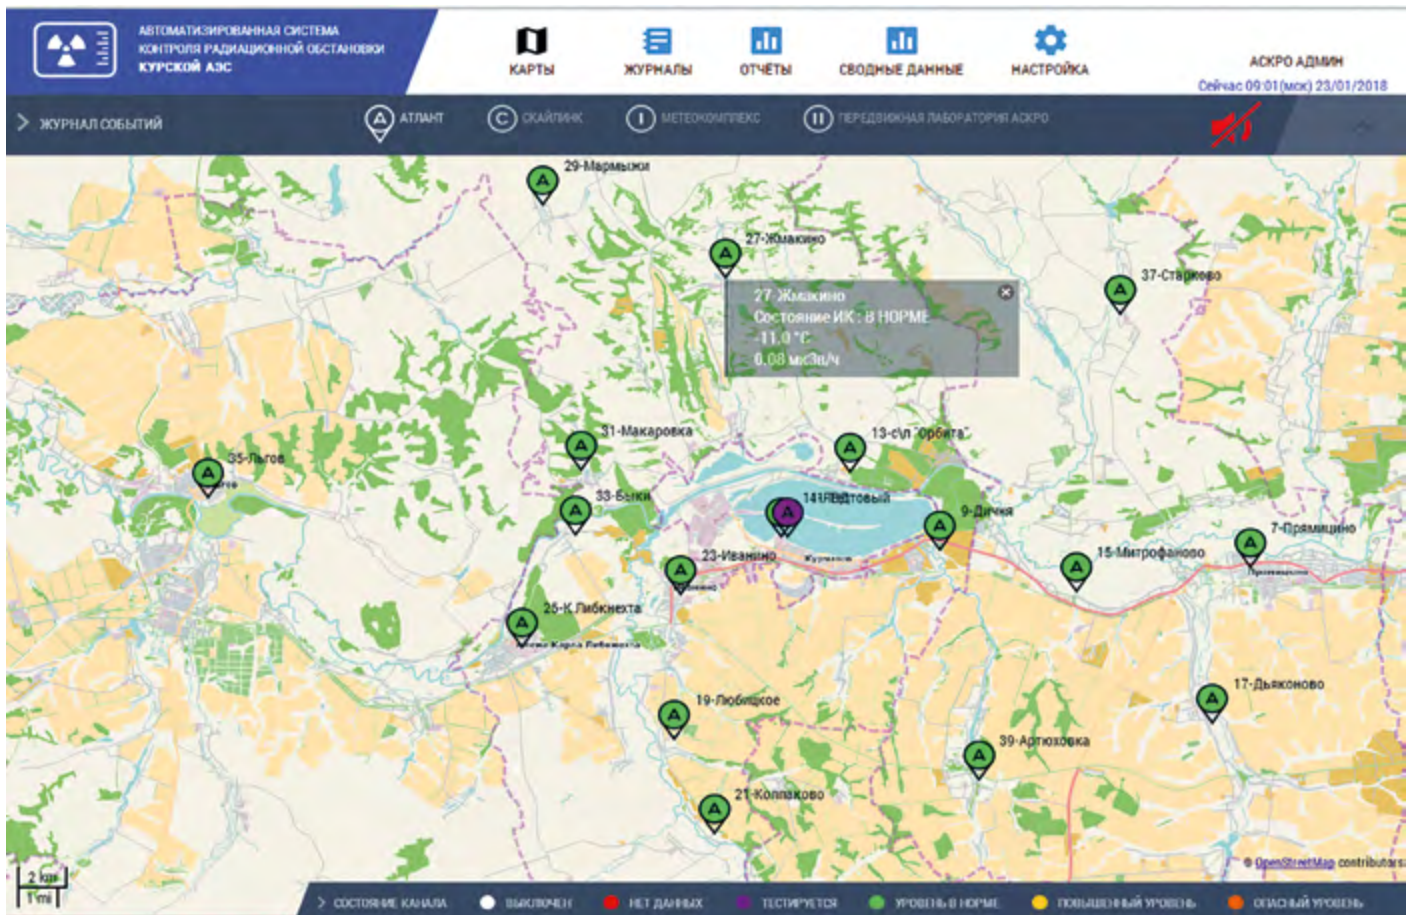 АВТОМАТИЗИРОВАННАЯ СИСТЕМА
КОНТРОЛЯ РАДИАЦИОННОЙ ОБСТАНОВКИ
КУРСКОЙ АЭС
КАРТЫ
ЖУРНАЛЫ
ОТЧЁТЫ
СВОДНЫЕ ДАННЫЕ
НАСТРОЙКА
АСКРО АДМИН
Сейчас 09:01(мск) 23/01/2018
ЖУРНАЛ СОБЫТИЙ
А АТЛАНТ
С СКАЙЛИНК
I МЕТЕОКОМПЛЕКС
II ПЕРЕДВИЖНАЯ ЛАБОРАТОРИЯ АСКРО
29-Мармыжи
27-Жмакино
37-Старково
27-Жмакино
Состояние ИК : В НОРМЕ
-11.0 °C
0.08 мкЗв/ч
31-Макаровка
13-с\п "Орбита"
35-Льгов
33-Быки
9-Дичня
7-Прямицино
15-Митрофаново
23-Иванино
25-К.Либкнехта
19-Любицкое
17-Дьяконово
39-Артюховка
21-Колпаково
© OpenStreetMap contributors
2 km
1 mi
СОСТОЯНИЕ КАНАЛА
ВЫКЛЮЧЕН
НЕТ ДАННЫХ
ТЕСТИРУЕТСЯ
УРОВЕНЬ В НОРМЕ
ПОВЫШЕННЫЙ УРОВЕНЬ
ОПАСНЫЙ УРОВЕНЬ